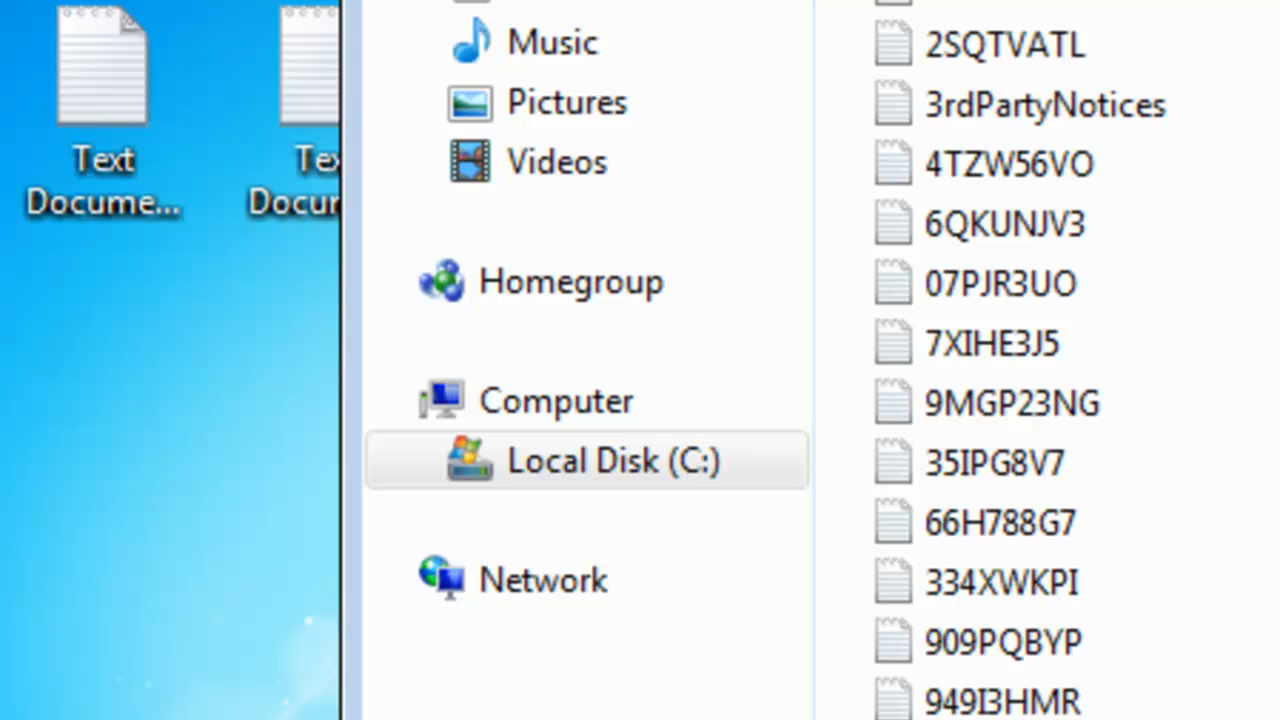 Text
Docume...
Tex
Docur
Music
Pictures
Videos
Homegroup
Computer
Local Disk (C:)
Network
2SQTVATL
3rdPartyNotices
4TZW56VO
6QKUNJV3
07PJR3UO
7XIHE3J5
9MGP23NG
35IPG8V7
66H788G7
334XWKPI
909PQBYP
949I3HMR